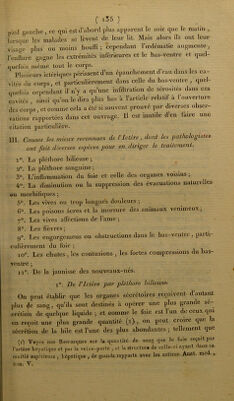 ( 135 )
pied gauche, ce qui est d'abord plus apparent le soir que le matin,
lorsque les malades se lèvent de leur lit. Mais alors ils ont leur
visage plus ou moins bouffi ; cependant l'œdématie augmente,
l'enflure gagne les extrémités inférieures et le bas-ventre et quel-
quefois même tout le corps.
Plusieurs ictériques périssent d'un épanchement d'eau dans les ca-
vités du corps, et particulièrement dans celle du bas-ventre, quel-
quefois cependant il n'y a qu'une infiltration de sérosités dans ces
cavités, ainsi qu'on le dira plus bas à l'article relatif à l'ouverture
des corps, et comme cela a été souvent prouvé par diverses obser-
vations rapportées dans cet ouvrage. Il est inutile d'en faire une
citation particulière.
III. Causes les mieux reconnues de l'Ictère, dont les pathologistes
ont fait diverses espèces pour en diriger le traitement.
1°. La pléthore bilieuse ;
2°. La pléthore sanguine ;
3°. L'inflammation du foie et celle des organes voisins ;
4°. La diminution ou la suppression des évacuations naturelles
ou morbifiques ;
5°. Les vives ou trop longues douleurs ;
6°. Les poisons âcres et la morsure des animaux venimeux ;
7°. Les vives affections de l'âme ;
8°. Les fièvres ;
9°. Les engorgemens ou obstructions dans le bas-ventre, parti-
culièrement du foie ;
10°. Les chutes, les contusions, les fortes compressions du bas-
ventre ;
11°. De la jaunisse des nouveaux-nés.
1°. De l'Ictère par pléthore bilieuse.
On peut établir que les organes sécrétoires reçoivent d'autant
plus de sang, qu'ils sont destinés à opérer une plus grande sé-
crétion de quelque liquide ; et comme le foie est l'un de ceux qui
en reçoit une plus grande quantité (1), on peut croire que la
sécrétion de la bile est l'une des plus abondantes ; tellement que
(1) Voyez nos Remarques sur la quantité de sang que le foie reçoit par
l'artère hépatique et par la veine-porte, et la structure de celle-ci ayant dans sa
moitié supérieure, hépatique, de grands rapports avec les artères. Anat. méd.,
tom. V.